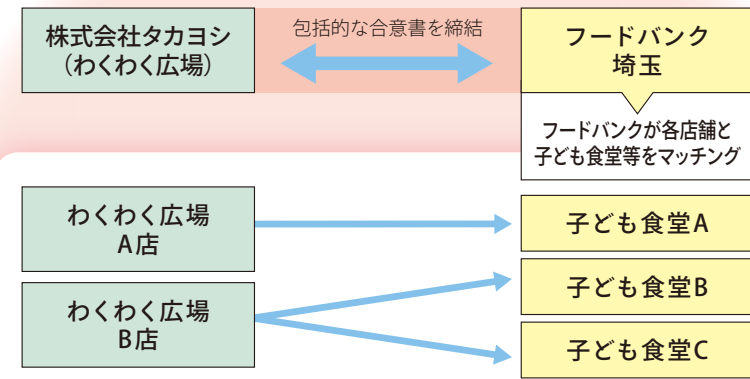 株式会社タカヨシ
（わくわく広場）
包括的な合意書を締結
フードバンク
埼玉
フードバンクが各店舗と
子ども食堂等をマッチング
わくわく広場
A店
子ども食堂A
わくわく広場
B店
子ども食堂B
子ども食堂C